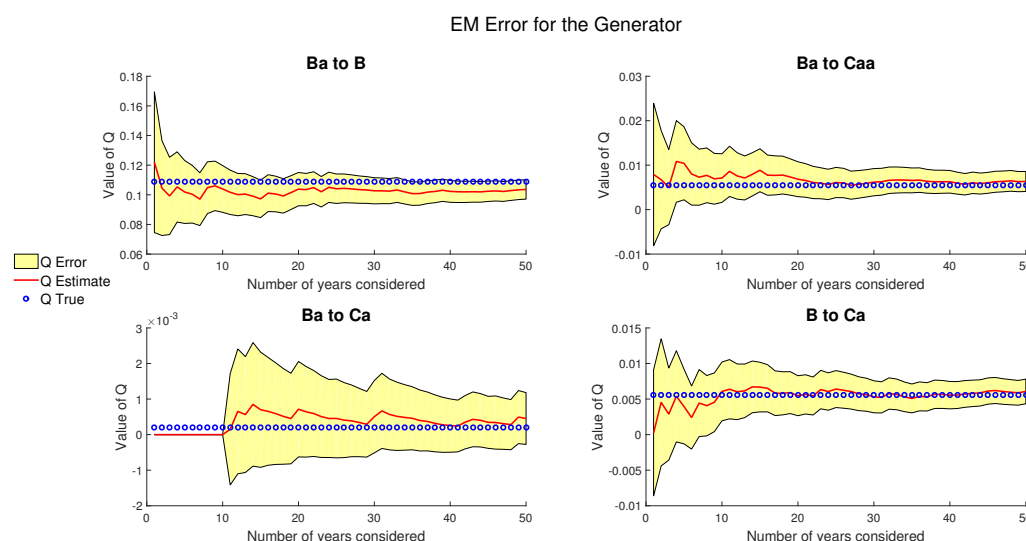 EM Error for the Generator
Ba to B
Value of Q
0.18
0.16
0.14
0.12
0.1
0.08
0.06
0 10 20 30 40 50
Number of years considered
Ba to Caa
Value of Q
0.03
0.02
0.01
0
-0.01
0 10 20 30 40 50
Number of years considered
Q Error
Q Estimate
Q True
Ba to Ca
×10-3
Value of Q
3
2
1
0
-1
-2
0 10 20 30 40 50
Number of years considered
B to Ca
Value of Q
0.015
0.01
0.005
0
-0.005
-0.01
0 10 20 30 40 50
Number of years considered